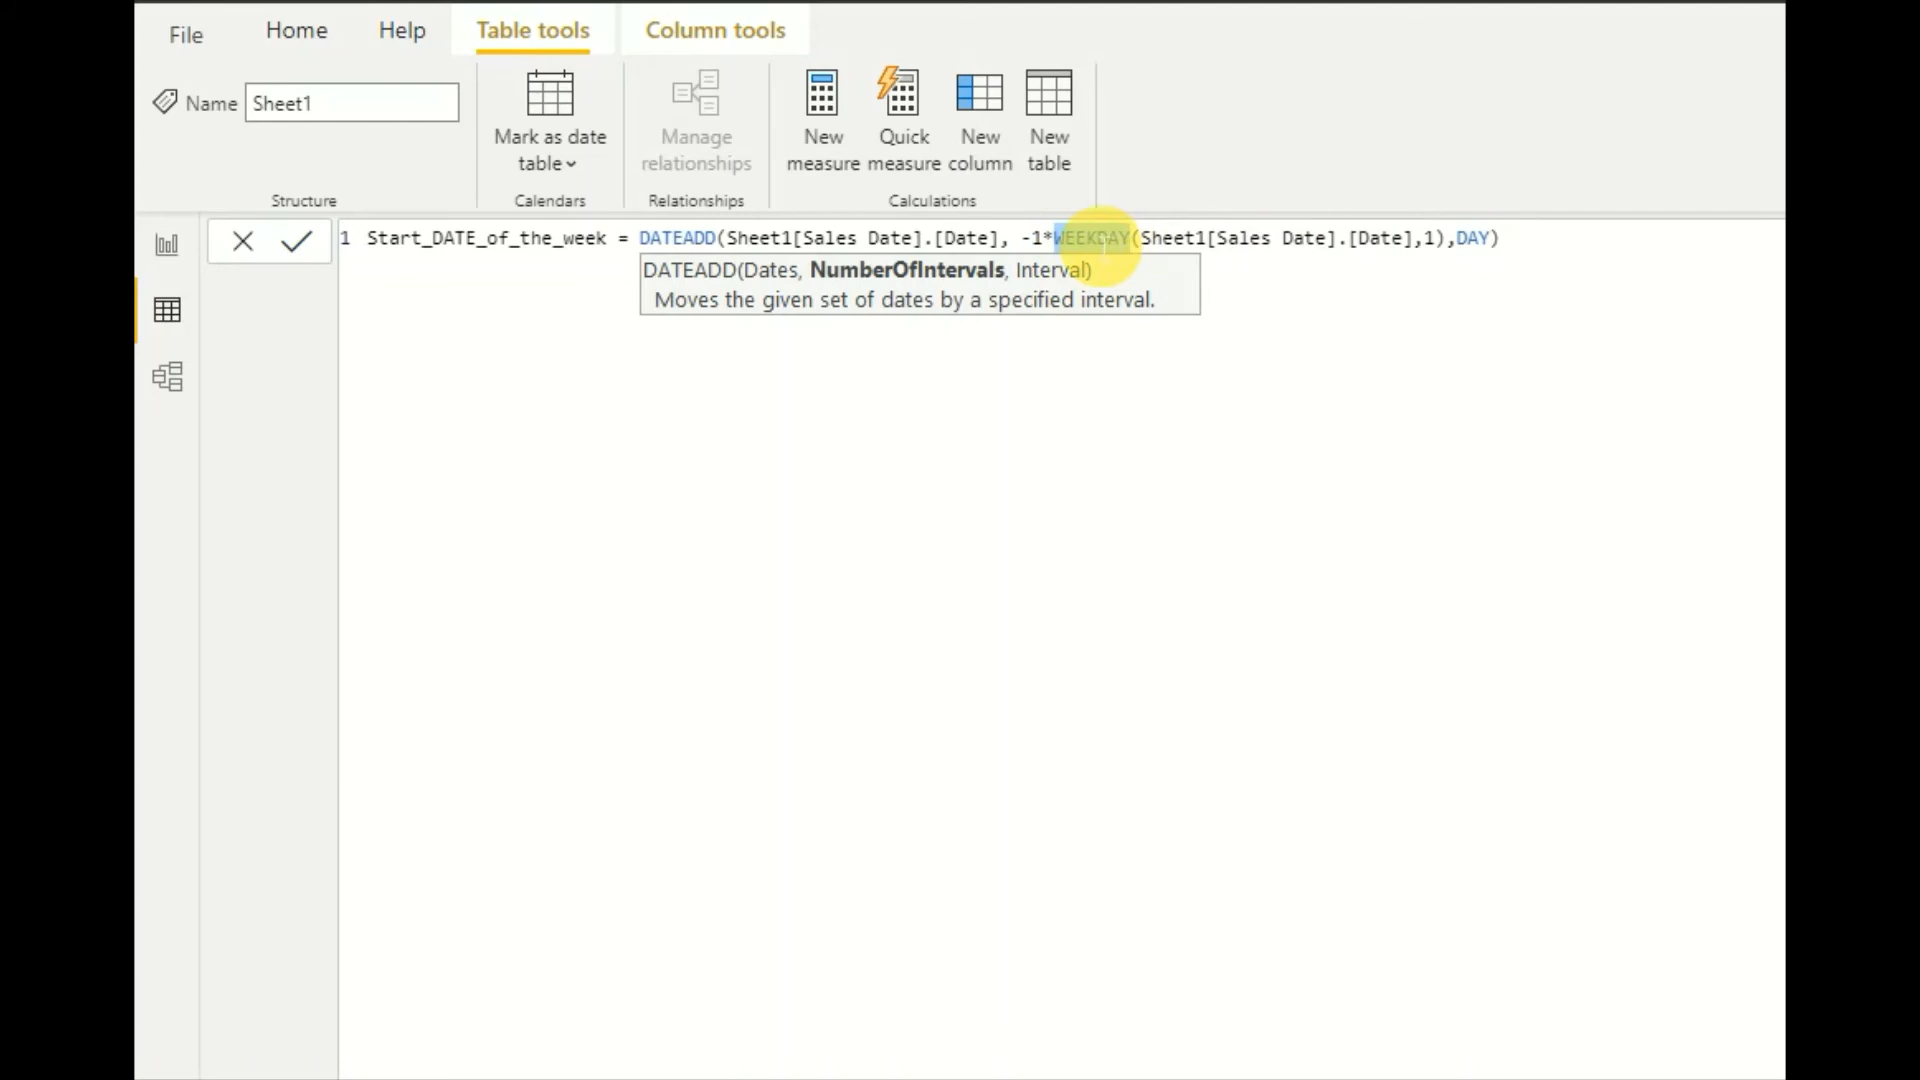 File
Home
Help
Table tools
Column tools
Name
Sheet1
Mark as date
table
Manage
relationships
New
measure
Quick
measure
New
column
New
table
Structure
Calendars
Relationships
Calculations
1 Start_DATE_of_the_week = DATEADD(Sheet1[Sales Date].[Date], -1*WEEKDAY(Sheet1[Sales Date].[Date],1),DAY)
DATEADD(Dates, NumberOfIntervals, Interval)
Moves the given set of dates by a specified interval.